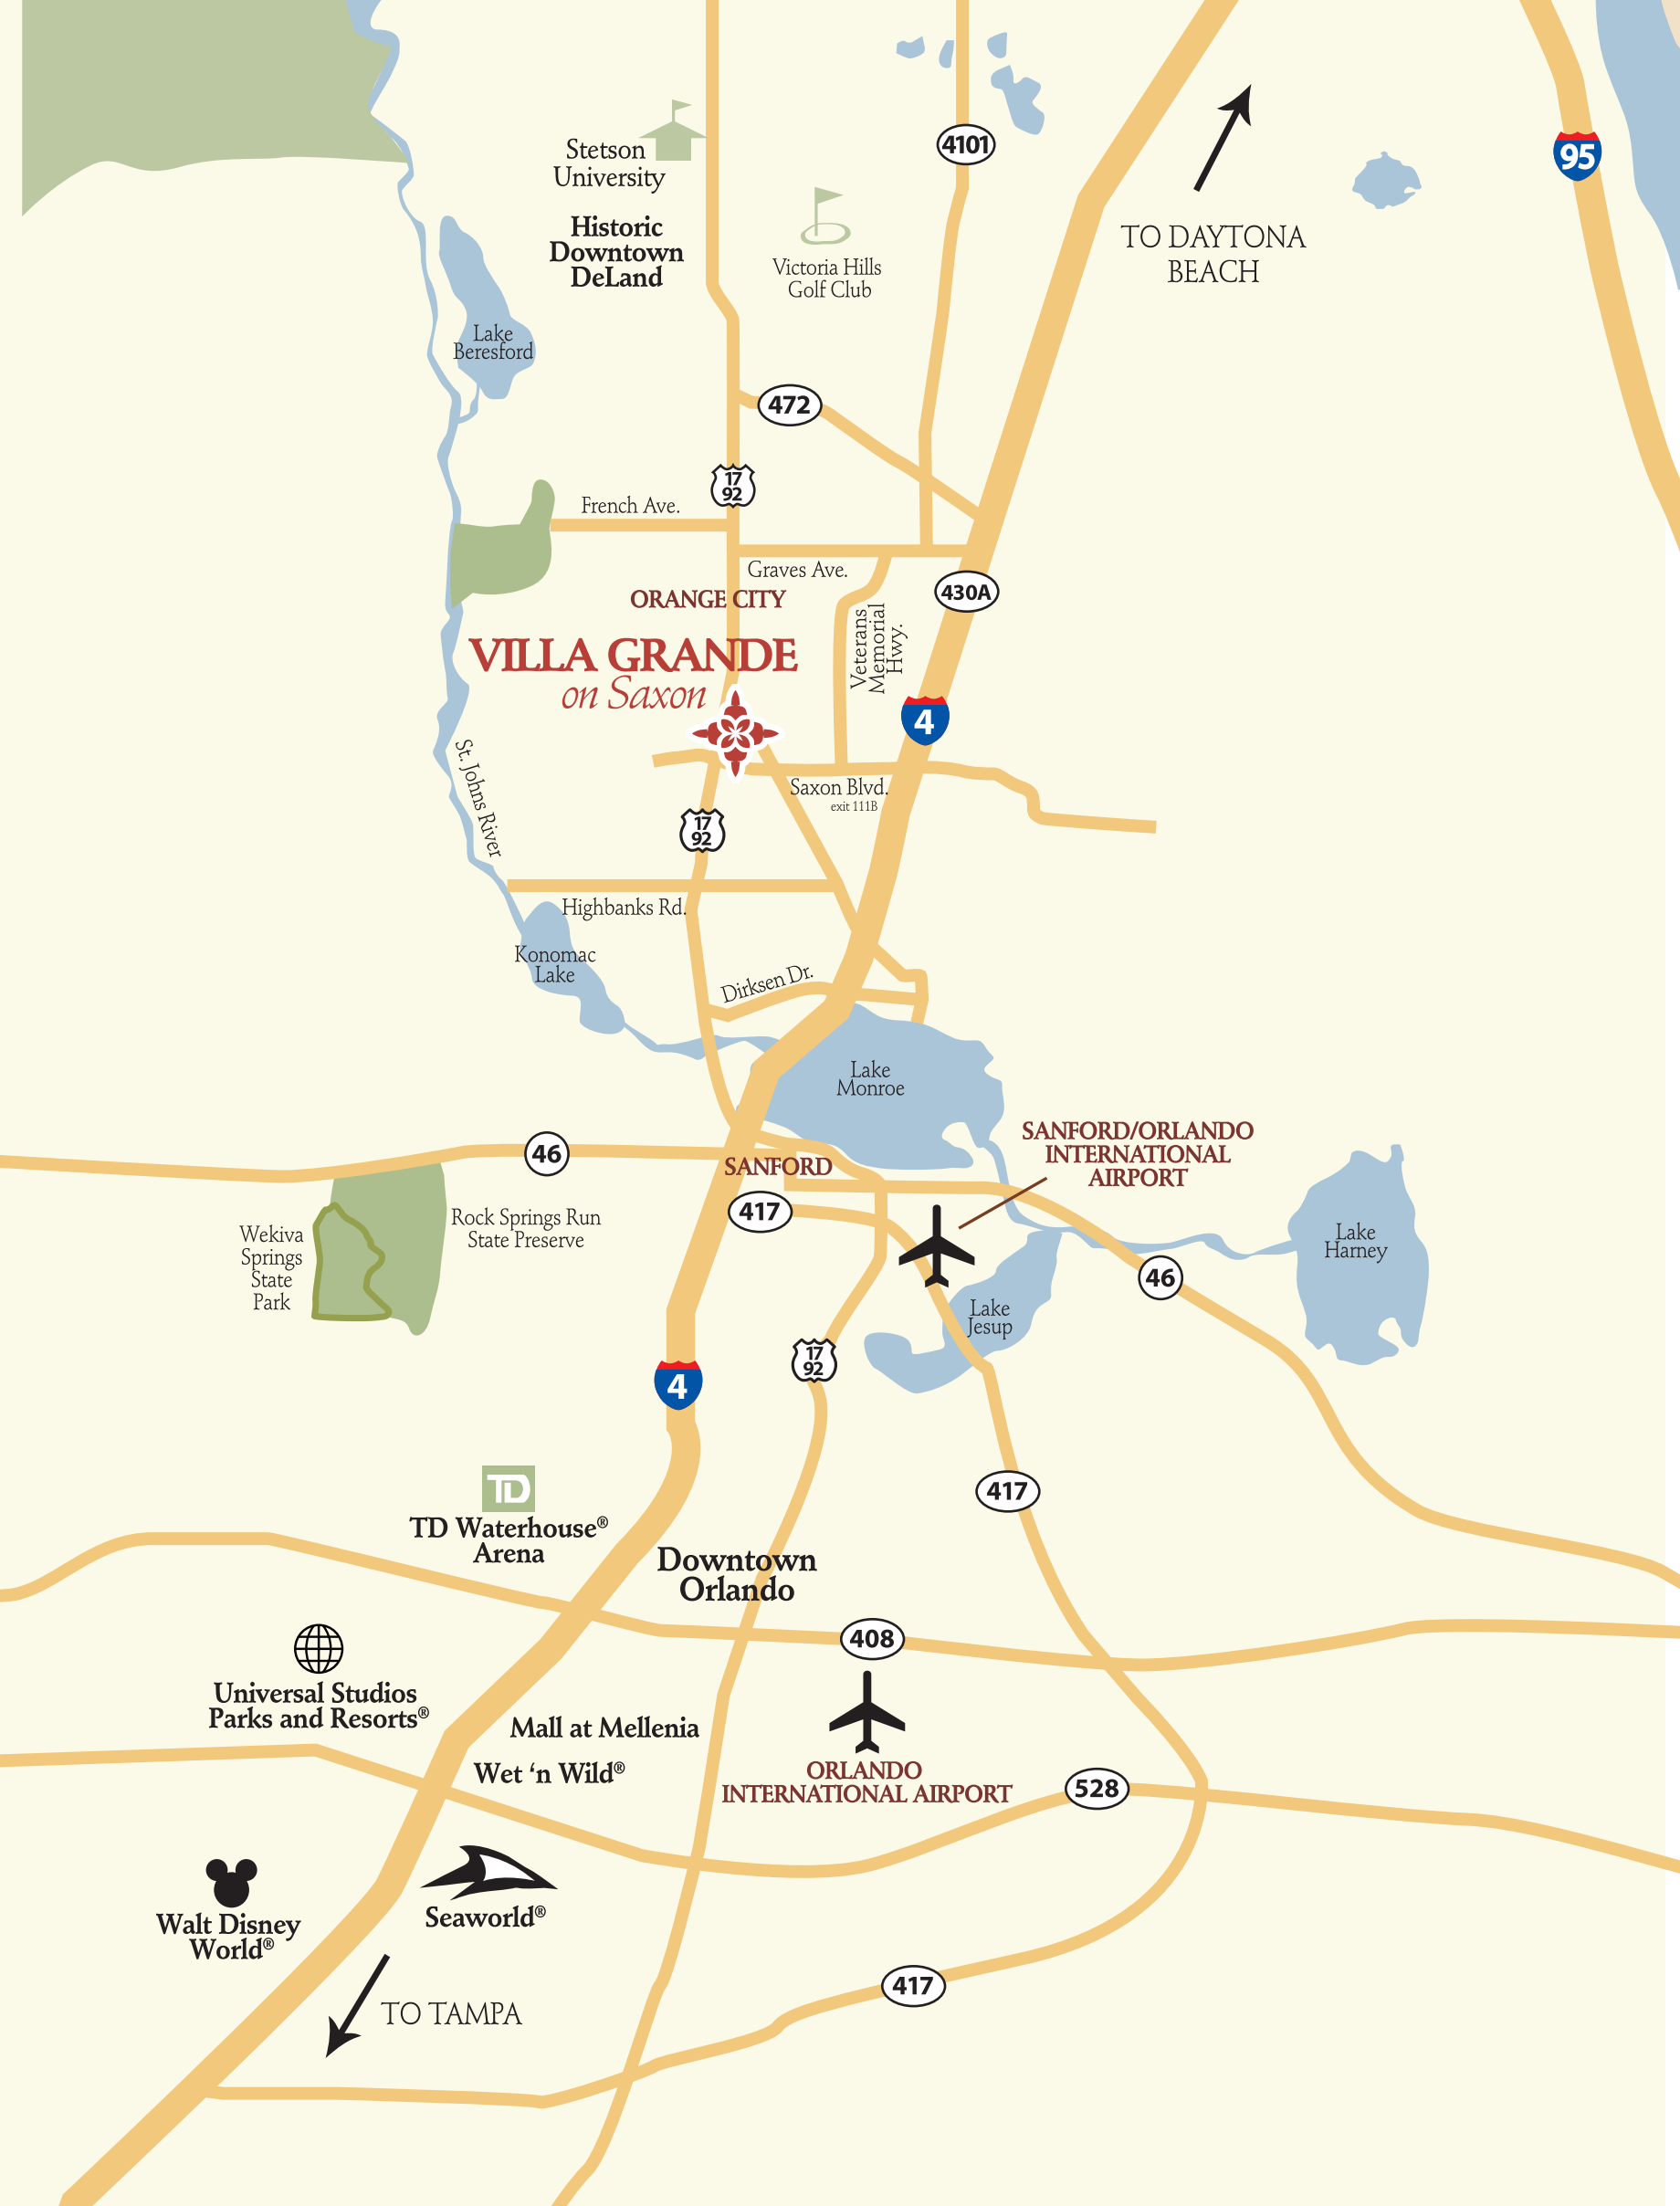 4101
95
Stetson
University
Historic
Downtown
DeLand
TO DAYTONA
BEACH
Victoria Hills
Golf Club
Lake
Beresford
472
17
92
French Ave.
Graves Ave.
430A
ORANGE CITY
Veterans
Memorial
Hwy.
VILLA GRANDE
on Saxon
4
St. Johns River
Saxon Blvd.
exit 111B
17
92
Highbanks Rd.
Konomac
Lake
Dirksen Dr.
Lake
Monroe
SANFORD/ORLANDO
INTERNATIONAL
AIRPORT
46
SANFORD
417
Rock Springs Run
State Preserve
Wekiva
Springs
State
Park
Lake
Harney
46
Lake
Jesup
17
92
4
417
TD
TD Waterhouse®
Arena
Downtown
Orlando
408
Universal Studios
Parks and Resorts®
Mall at Mellenia
Wet ‘n Wild®
ORLANDO
INTERNATIONAL AIRPORT
528
Walt Disney
World®
Seaworld®
417
TO TAMPA